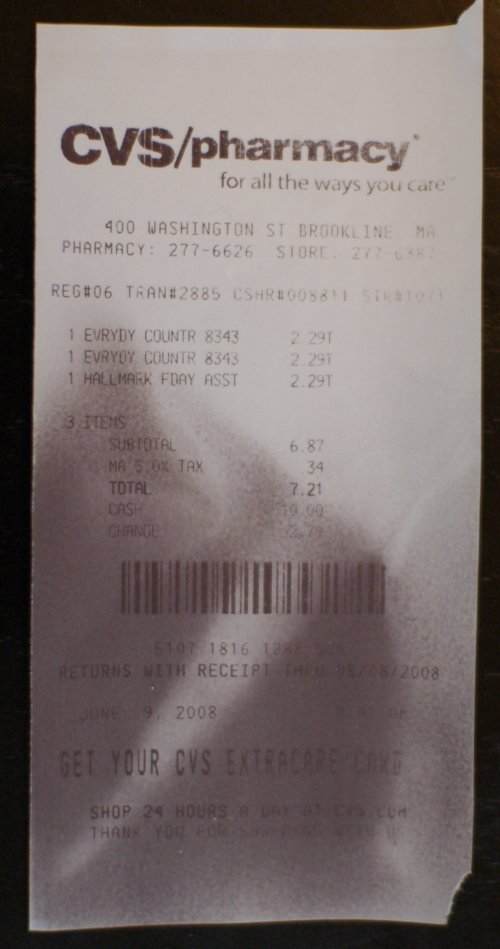 CVS/pharmacy
for all the ways you care
400 WASHINGTON ST BROOKLINE, MA
PHARMACY: 277-6626 STORE: 277-6387
REG#06 TRAN#2885 CSHR#008811 STR#1071
1 EVRYDY COUNTR 8343 2.29T
1 EVRYDY COUNTR 8343 2.29T
1 HALLMARK FDAY ASST 2.29T
3 ITEMS
SUBTOTAL 6.87
MA 5.0% TAX 34
TOTAL 7.21
CASH 10.00
CHANGE 2.79
5107 1816 1288
RETURNS WITH RECEIPT THRU 08/08/2008
JUNE 9, 2008
GET YOUR CVS EXTRACARE CARD
SHOP 24 HOURS A DAY AT CVS.COM
THANK YOU FOR SHOPPING WITH US